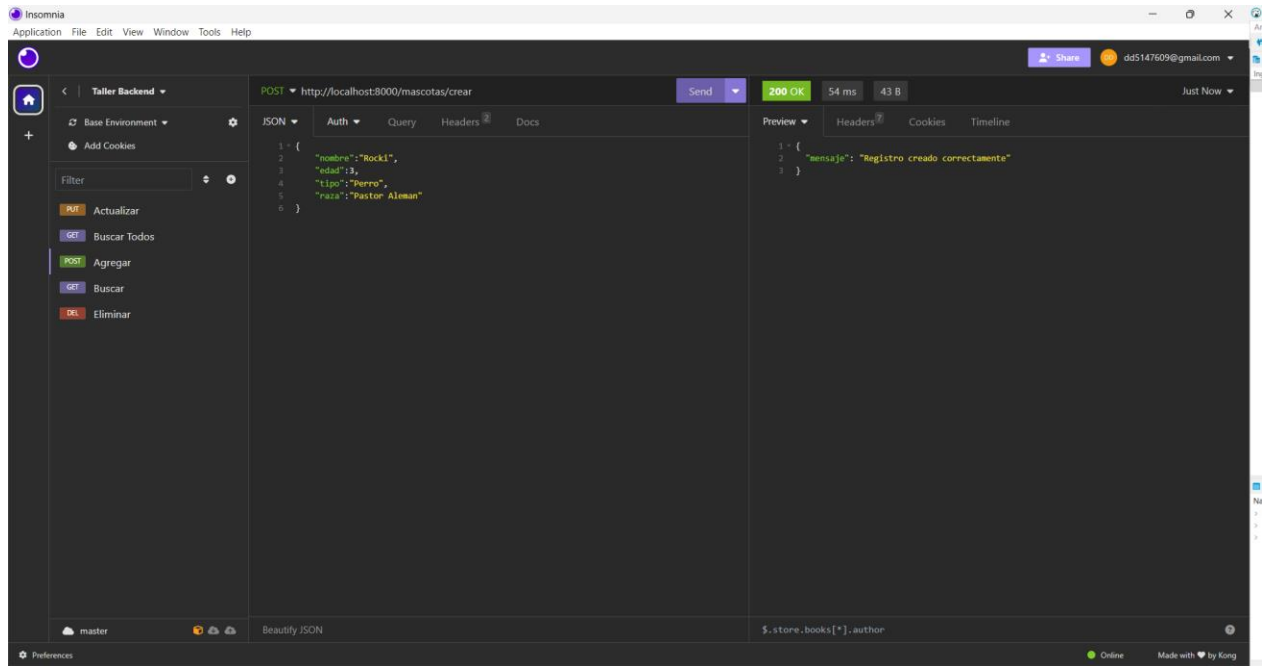 Insomnia
Application File Edit View Window Tools Help
Share
DD
dd5147609@gmail.com
Taller Backend
POST http://localhost:8000/mascotas/crear
Send
200 OK 54 ms 43 B
Just Now
Base Environment
Add Cookies
JSON Auth Query Headers 2 Docs
Preview Headers 7 Cookies Timeline
1 {
2 "nombre":"Rocki",
3 "edad":3,
4 "tipo":"Perro",
5 "raza":"Pastor Aleman"
6 }
1 {
2 "mensaje": "Registro creado correctamente"
3 }
Filter
PUT Actualizar
GET Buscar Todos
POST Agregar
GET Buscar
DEL Eliminar
master
Beautify JSON
$.store.books[*].author
Preferences
Online
Made with ♥ by Kong